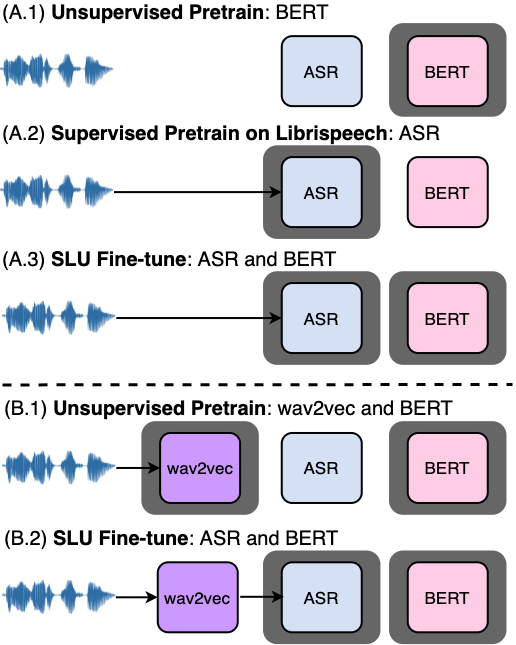 (A.1) Unsupervised Pretrain: BERT
ASR BERT
(A.2) Supervised Pretrain on Librispeech: ASR
ASR BERT
(A.3) SLU Fine-tune: ASR and BERT
ASR BERT
(B.1) Unsupervised Pretrain: wav2vec and BERT
wav2vec ASR BERT
(B.2) SLU Fine-tune: ASR and BERT
wav2vec ASR BERT